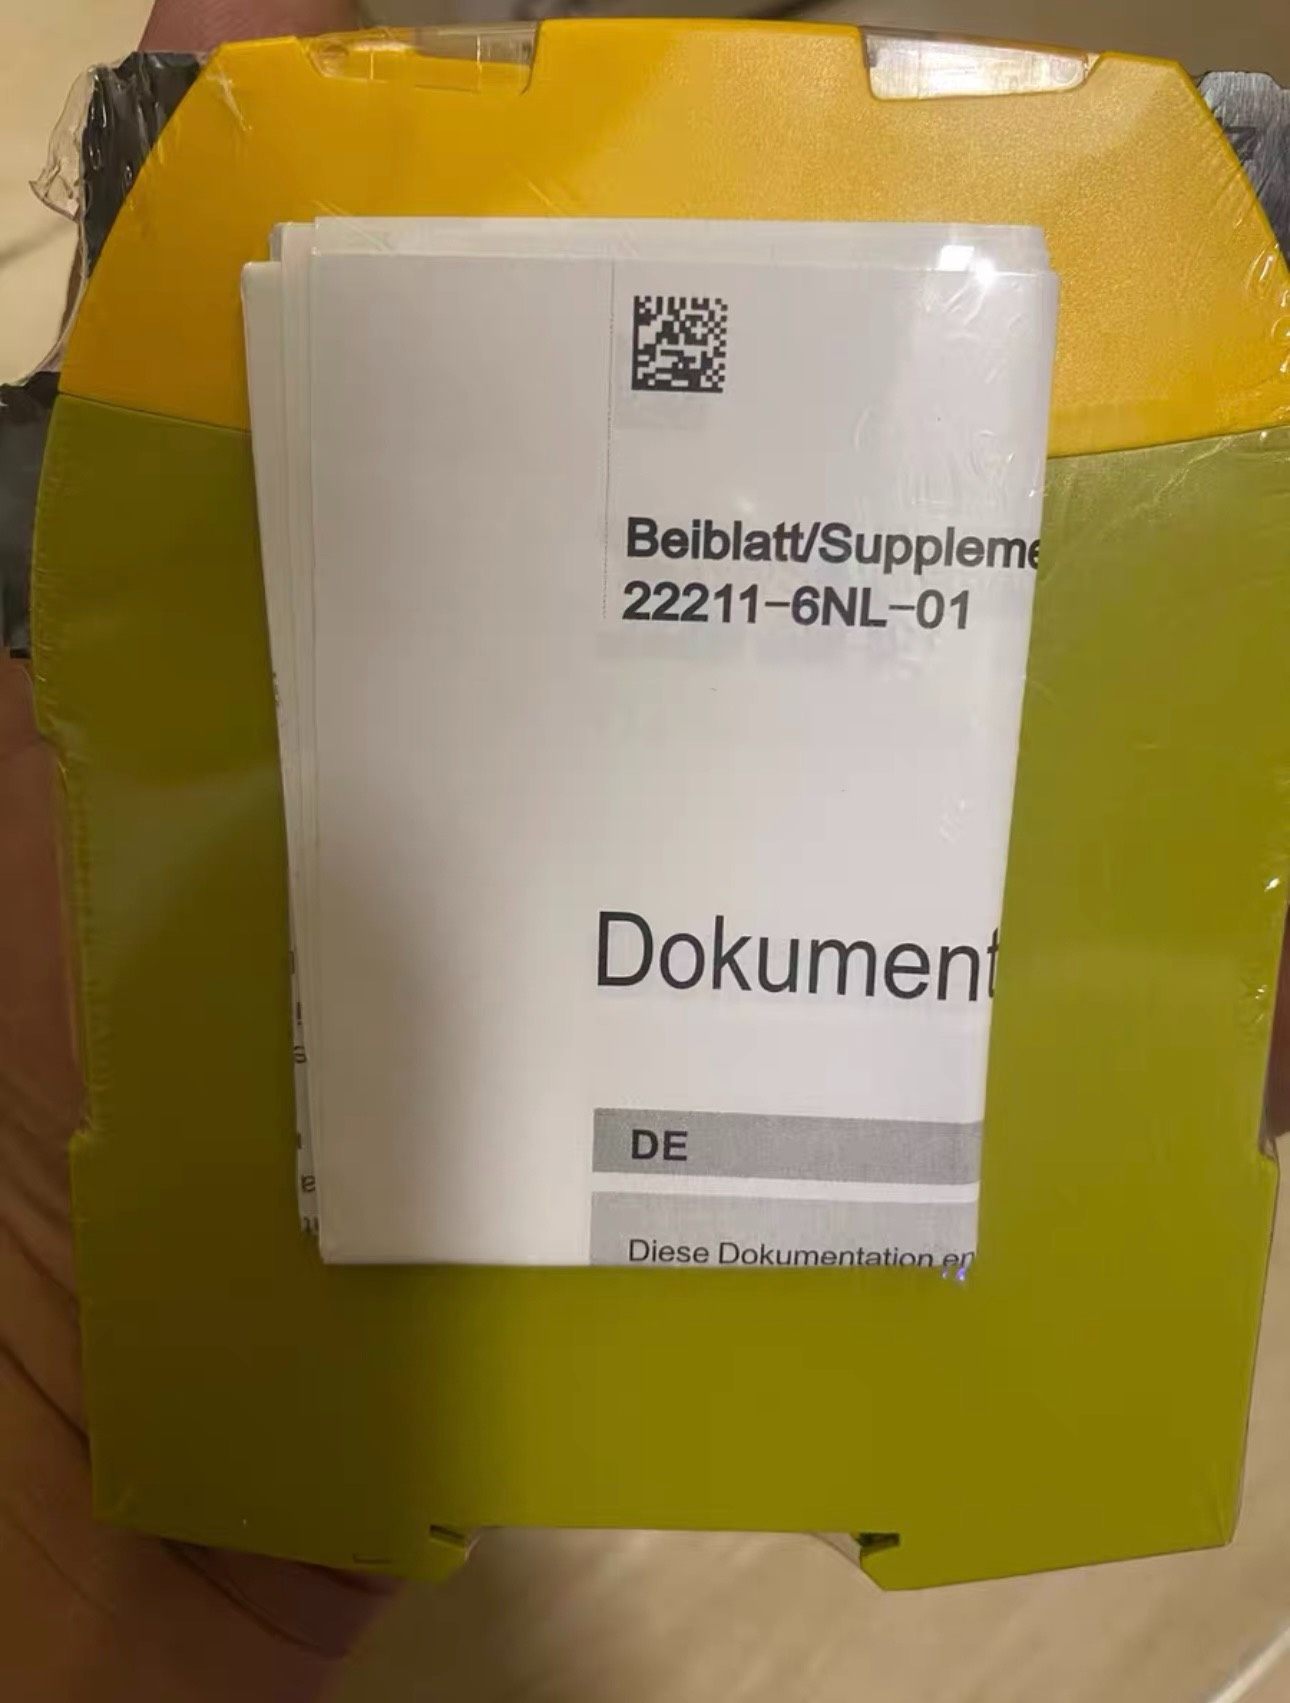 Beiblatt/Suppleme
22211-6NL-01
Dokument
DE
Diese Dokumentation en